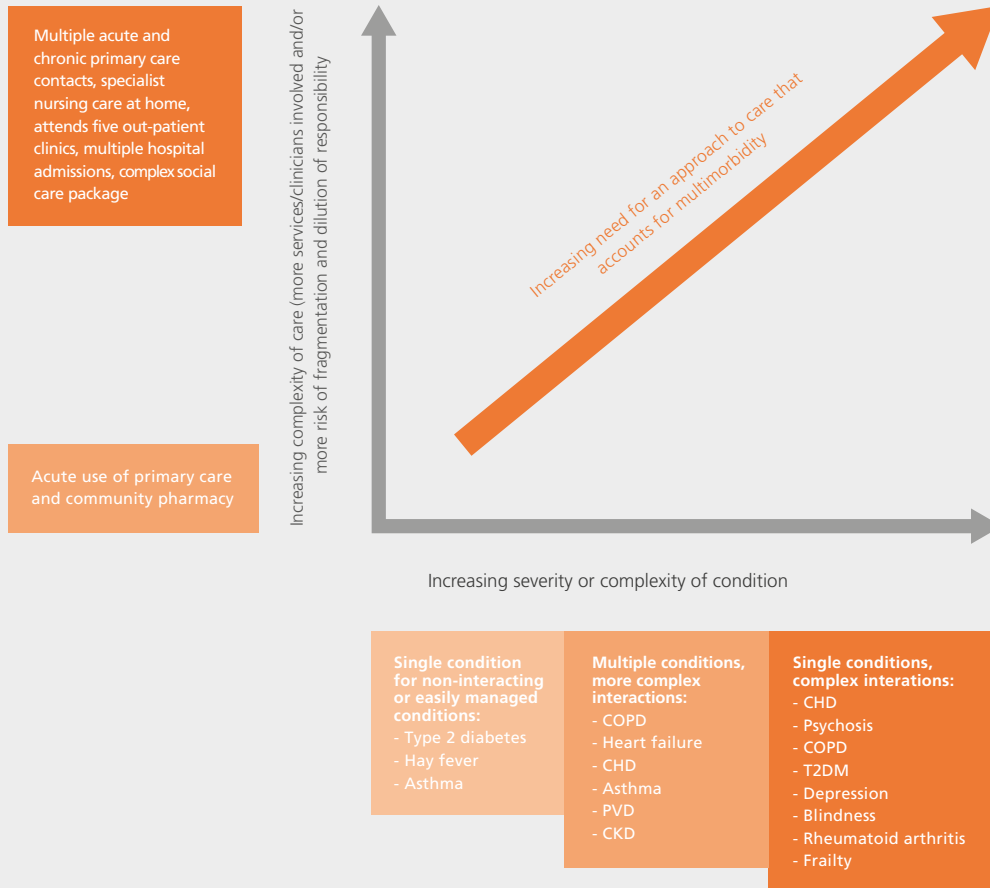 Multiple acute and
chronic primary care
contacts, specialist
nursing care at home,
attends five out-patient
clinics, multiple hospital
admissions, complex social
care package
Acute use of primary care
and community pharmacy
Increasing complexity of care (more services/clinicians involved and/or
more risk of fragmentation and dilution of responsibility
Increasing need for an approach to care that
accounts for multimorbidity
Increasing severity or complexity of condition
Single condition
for non-interacting
or easily managed
conditions:
- Type 2 diabetes
- Hay fever
- Asthma
Multiple conditions,
more complex
interactions:
- COPD
- Heart failure
- CHD
- Asthma
- PVD
- CKD
Single conditions,
complex interations:
- CHD
- Psychosis
- COPD
- T2DM
- Depression
- Blindness
- Rheumatoid arthritis
- Frailty